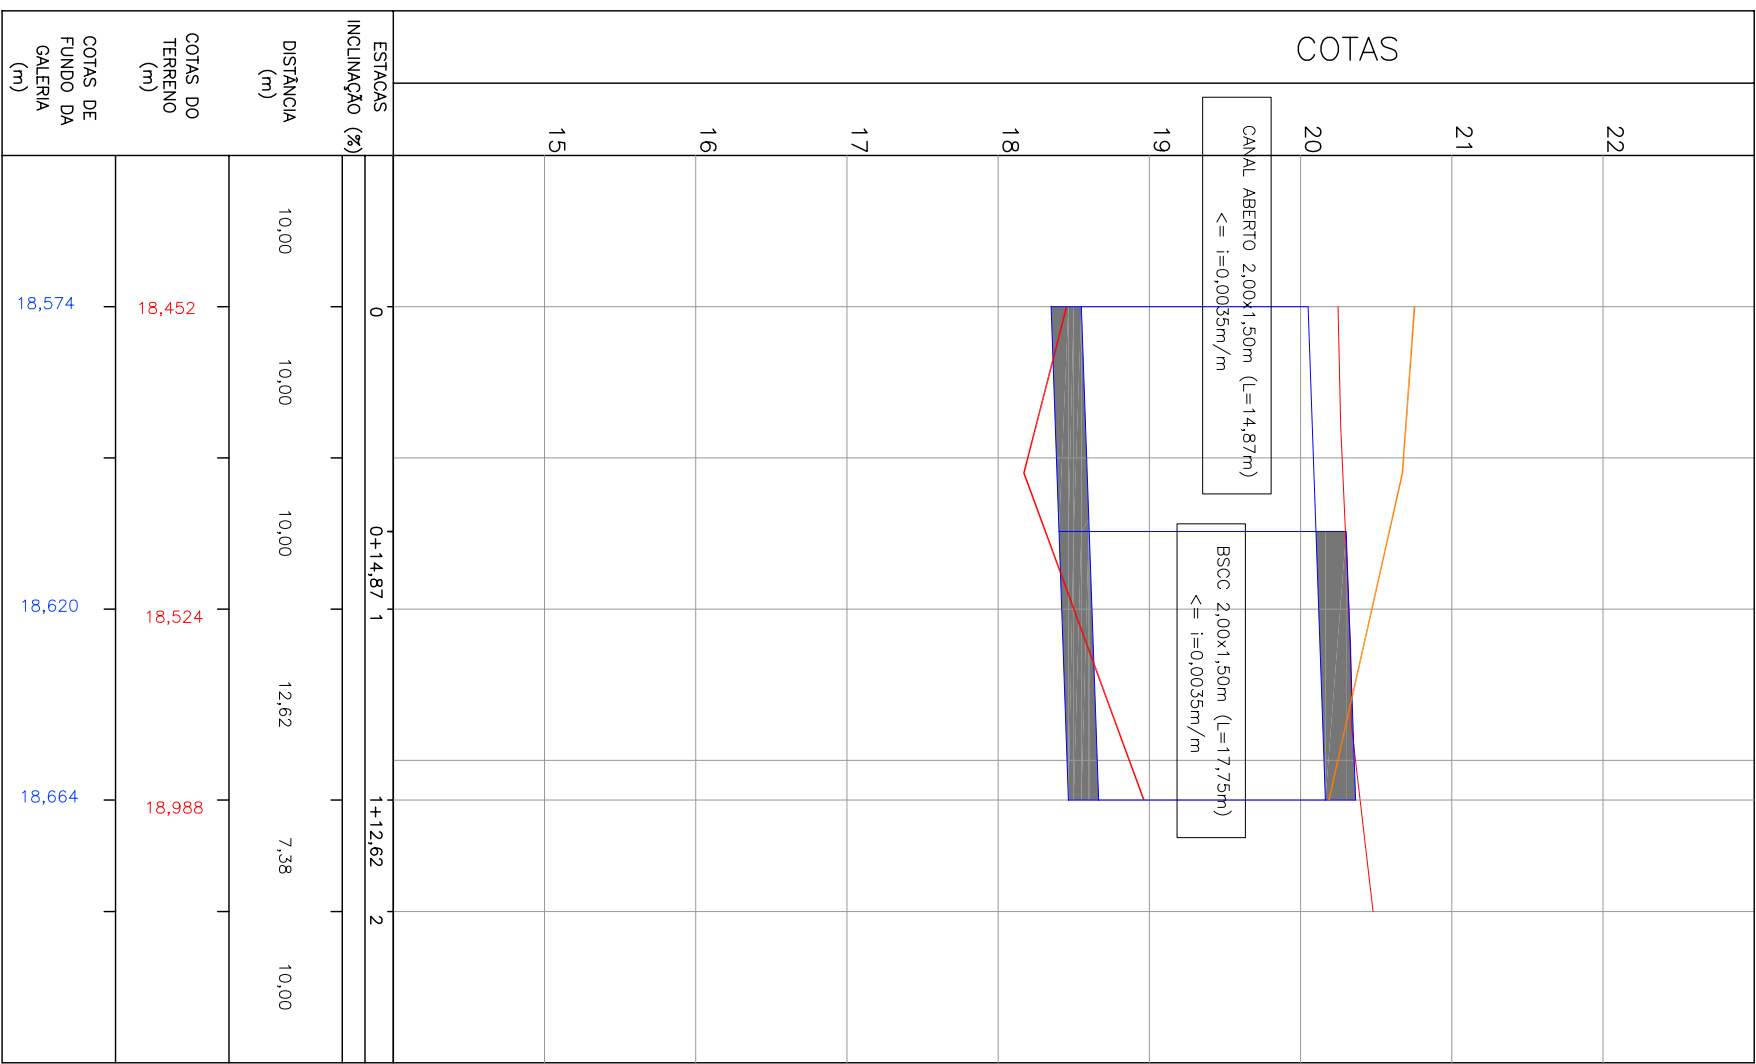 COTAS
22
21
20
19
18
17
16
15
CANAL ABERTO 2,00x1,50m (L=14,87m)
<= i=0,0035m/m
BSCC 2,00x1,50m (L=17,75m)
<= i=0,0035m/m
ESTACAS
0
0+14,87
1
1+12,62
2
INCLINAÇÃO (%)
DISTÂNCIA
(m)
10,00
10,00
10,00
12,62
7,38
10,00
COTAS DO
TERRENO
(m)
18,452
18,524
18,988
COTAS DE
FUNDO DA
GALERIA
(m)
18,574
18,620
18,664